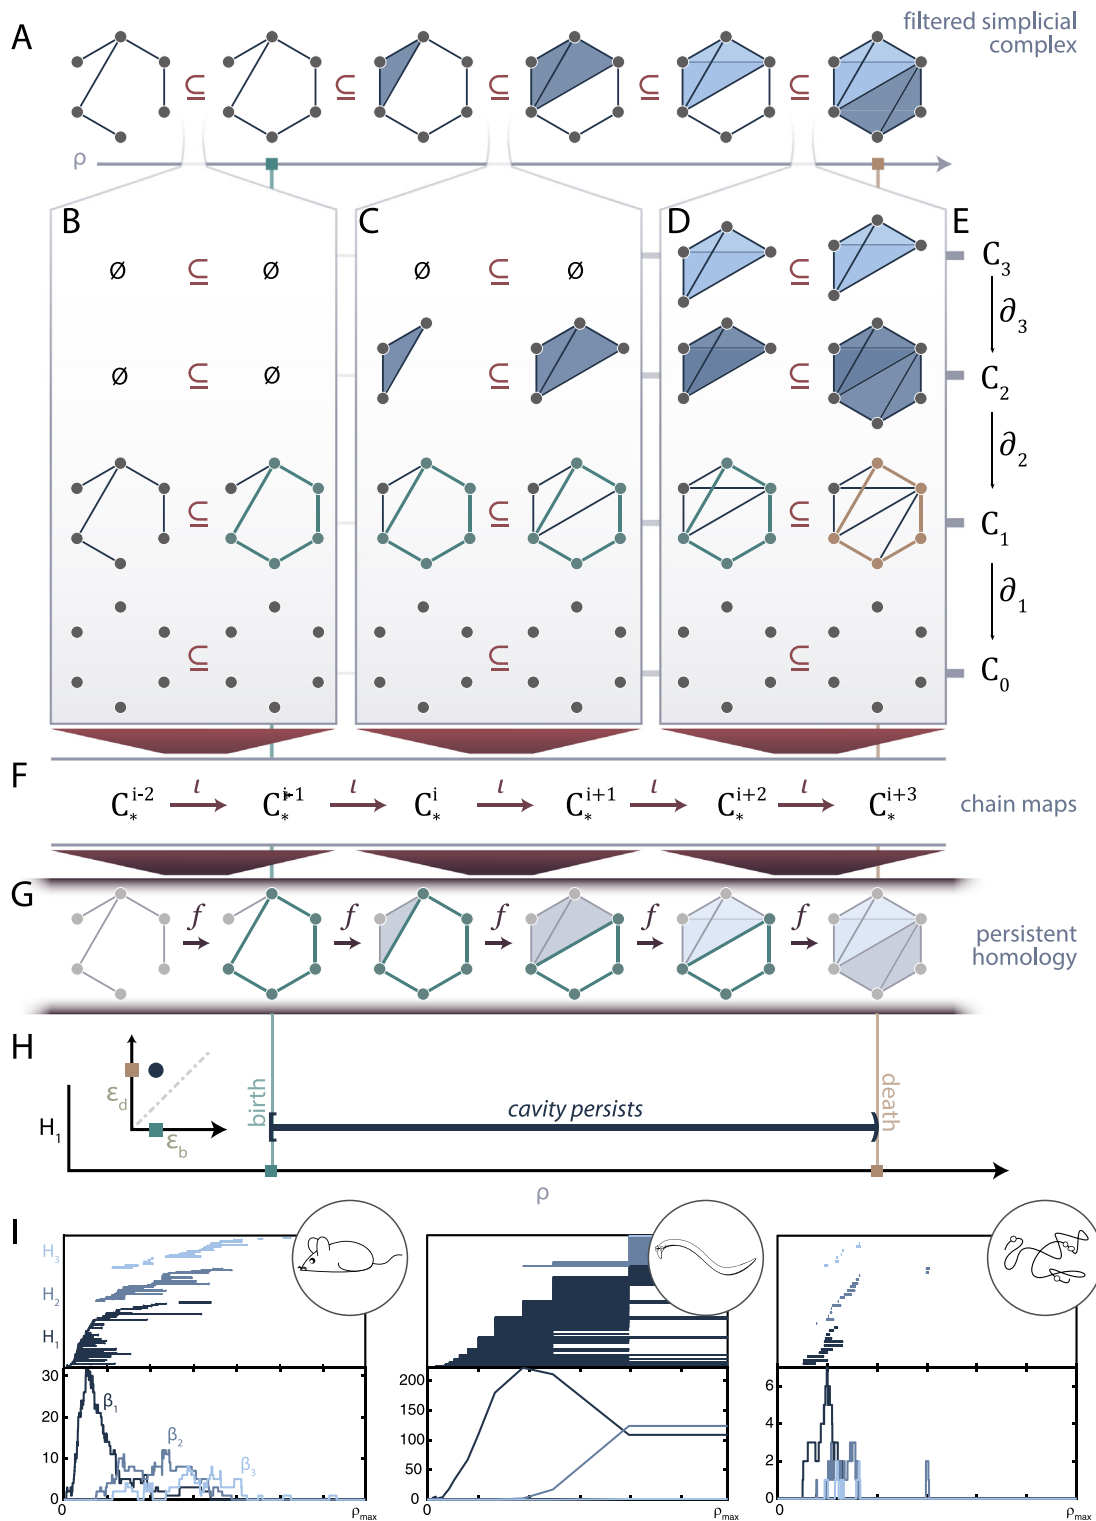 A
filtered simplicial
complex
⊆ ⊆ ⊆ ⊆ ⊆
ρ
B C D E
∅ ⊆ ∅ ∅ ⊆ ∅ ⊆ C₃
∂₃
∅ ⊆ ∅ ⊆ ⊆ C₂
∂₂
⊆ ⊆ ⊆ C₁
∂₁
⊆ ⊆ ⊆ C₀
F
C*^{i-2} ι C*^{i-1} ι C*^{i} ι C*^{i+1} ι C*^{i+2} ι C*^{i+3}
chain maps
G
f f f f f
persistent
homology
H
ε_d
ε_b
H₁
birth
cavity persists
death
ρ
I
H₃
H₂
H₁
30
20
10
0
β₁
β₂
β₃
0 ρmax
200
150
100
50
0
0 ρmax
6
4
2
0
0 ρmax